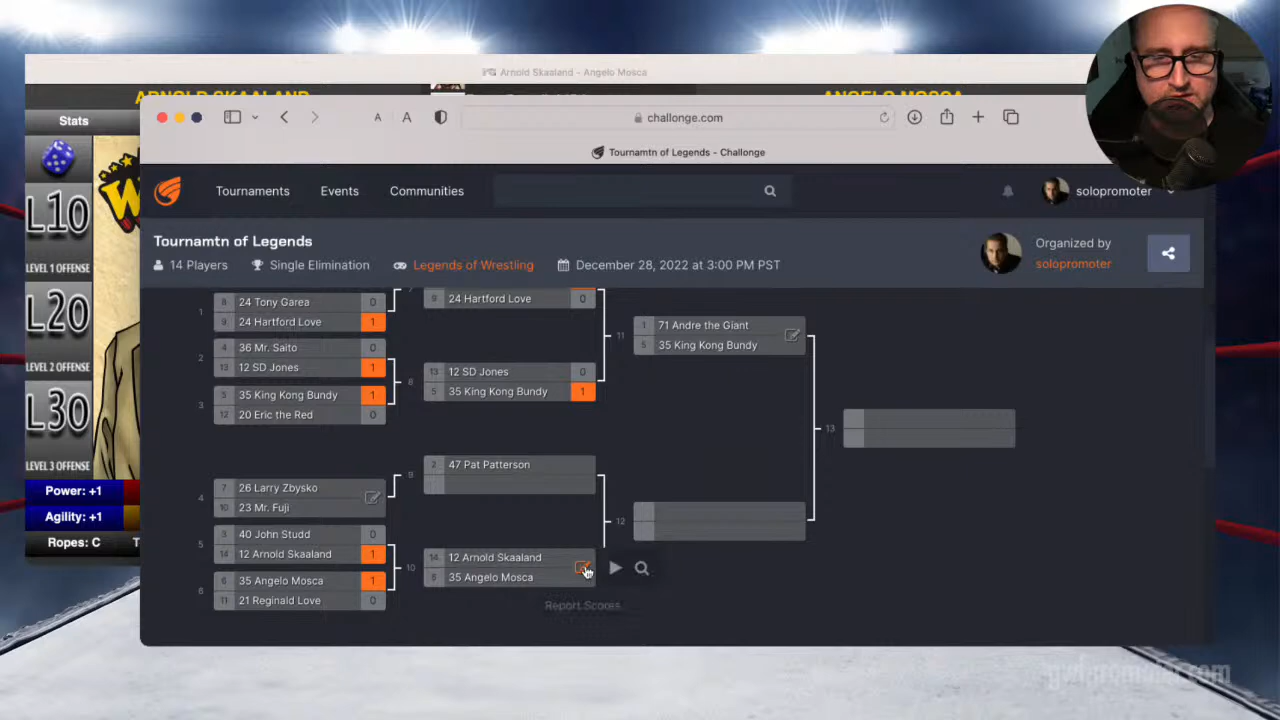 Arnold Skaaland - Angelo Mosca
ARNOLD SKAALAND
ANGELO MOSCA
Stats
L10
LEVEL 1 OFFENSE
L20
LEVEL 2 OFFENSE
L30
LEVEL 3 OFFENSE
Power: +1
Agility: +1
Ropes: C
A A
challonge.com
Tournamtn of Legends - Challonge
Tournaments Events Communities
solopromoter
Tournamtn of Legends
14 Players Single Elimination Legends of Wrestling December 28, 2022 at 3:00 PM PST
Organized by
solopromoter
1
8 24 Tony Garea 0
9 24 Hartford Love 1
2
4 36 Mr. Saito 0
13 12 SD Jones 1
3
5 35 King Kong Bundy 1
12 20 Eric the Red 0
4
7 26 Larry Zbysko
10 23 Mr. Fuji
5
3 40 John Studd 0
14 12 Arnold Skaaland 1
6
6 35 Angelo Mosca 1
11 21 Reginald Love 0
9 24 Hartford Love 0
8
13 12 SD Jones 0
5 35 King Kong Bundy 1
9
2 47 Pat Patterson
10
14 12 Arnold Skaaland
35 Angelo Mosca
Report Scores
11
1 71 Andre the Giant
5 35 King Kong Bundy
12
13
gwfpromoter.com